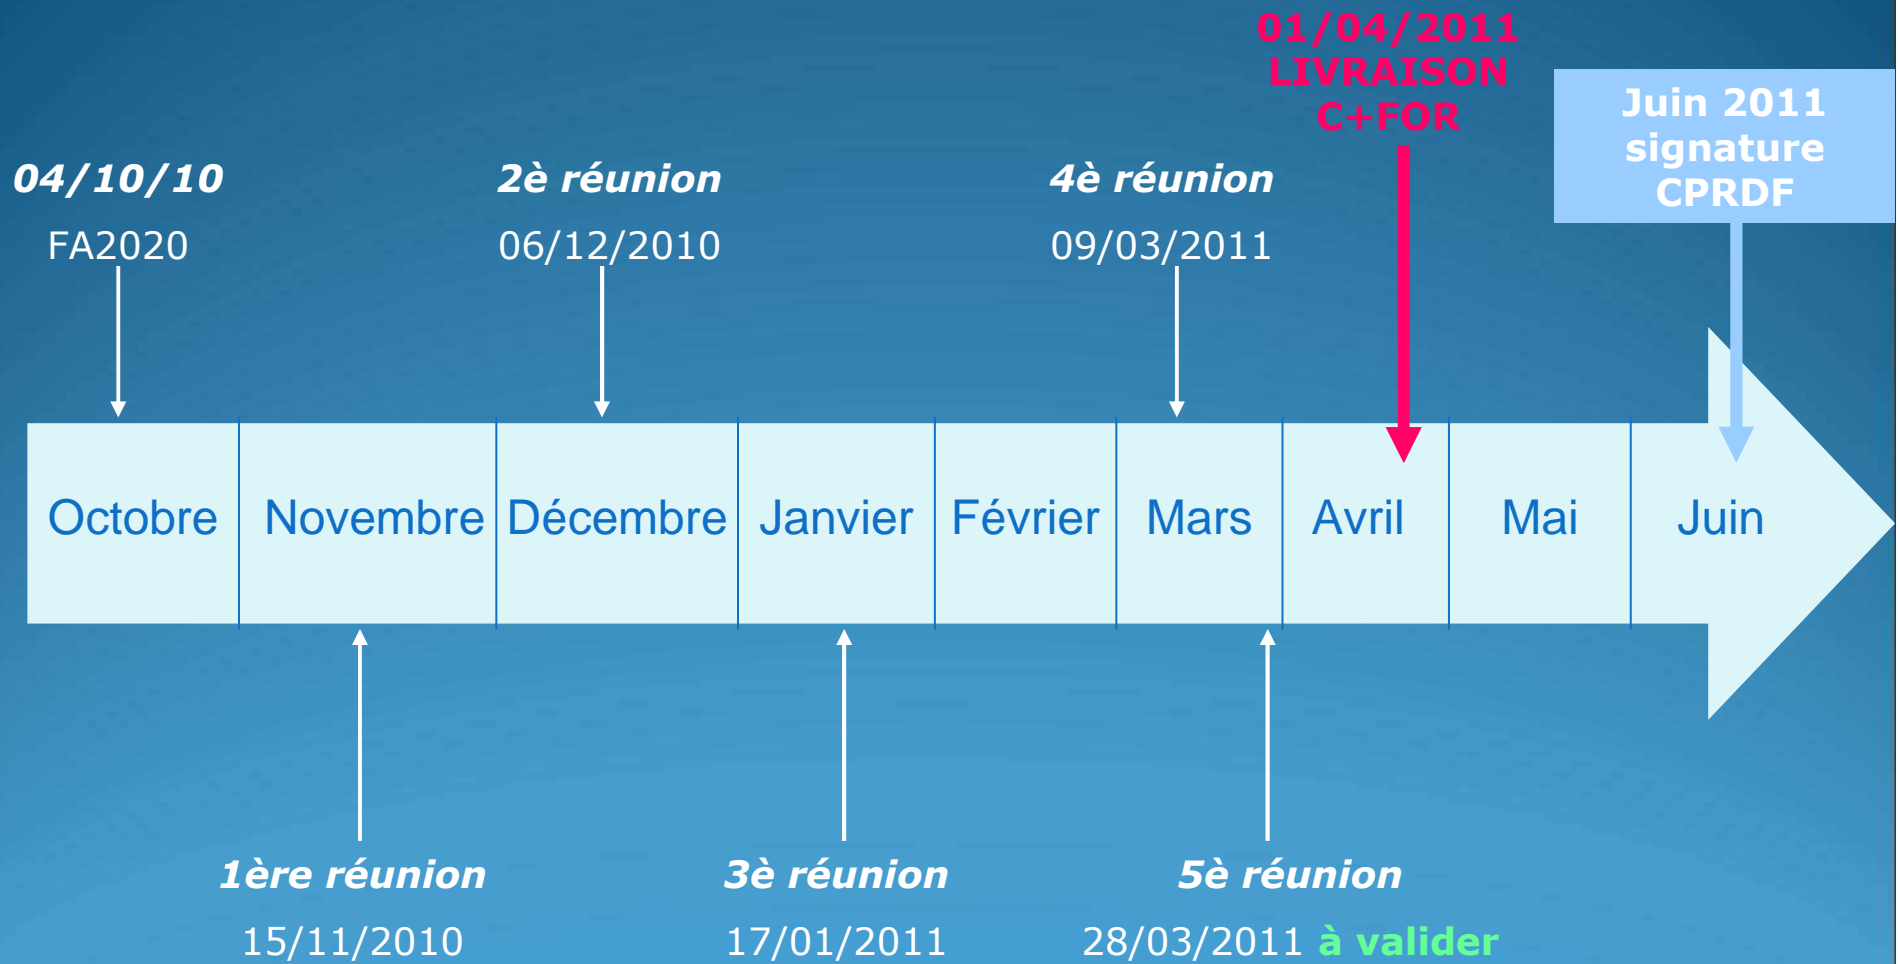 01/04/2011
LIVRAISON
C+FOR
Juin 2011
signature
CPRDF
04/10/10
FA2020
2è réunion
06/12/2010
4è réunion
09/03/2011
Octobre
Novembre
Décembre
Janvier
Février
Mars
Avril
Mai
Juin
1ère réunion
15/11/2010
3è réunion
17/01/2011
5è réunion
28/03/2011 à valider